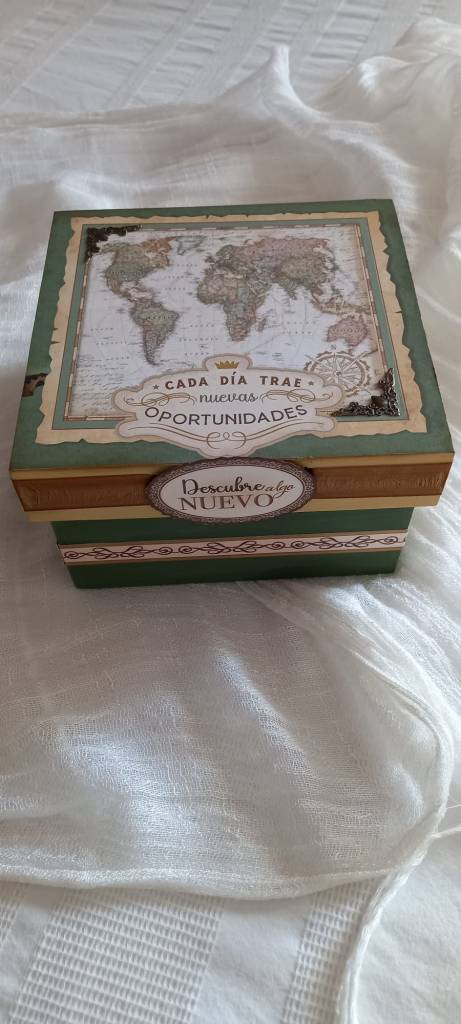 CADA DÍA TRAE
nuevas
OPORTUNIDADES
Descubre algo
NUEVO